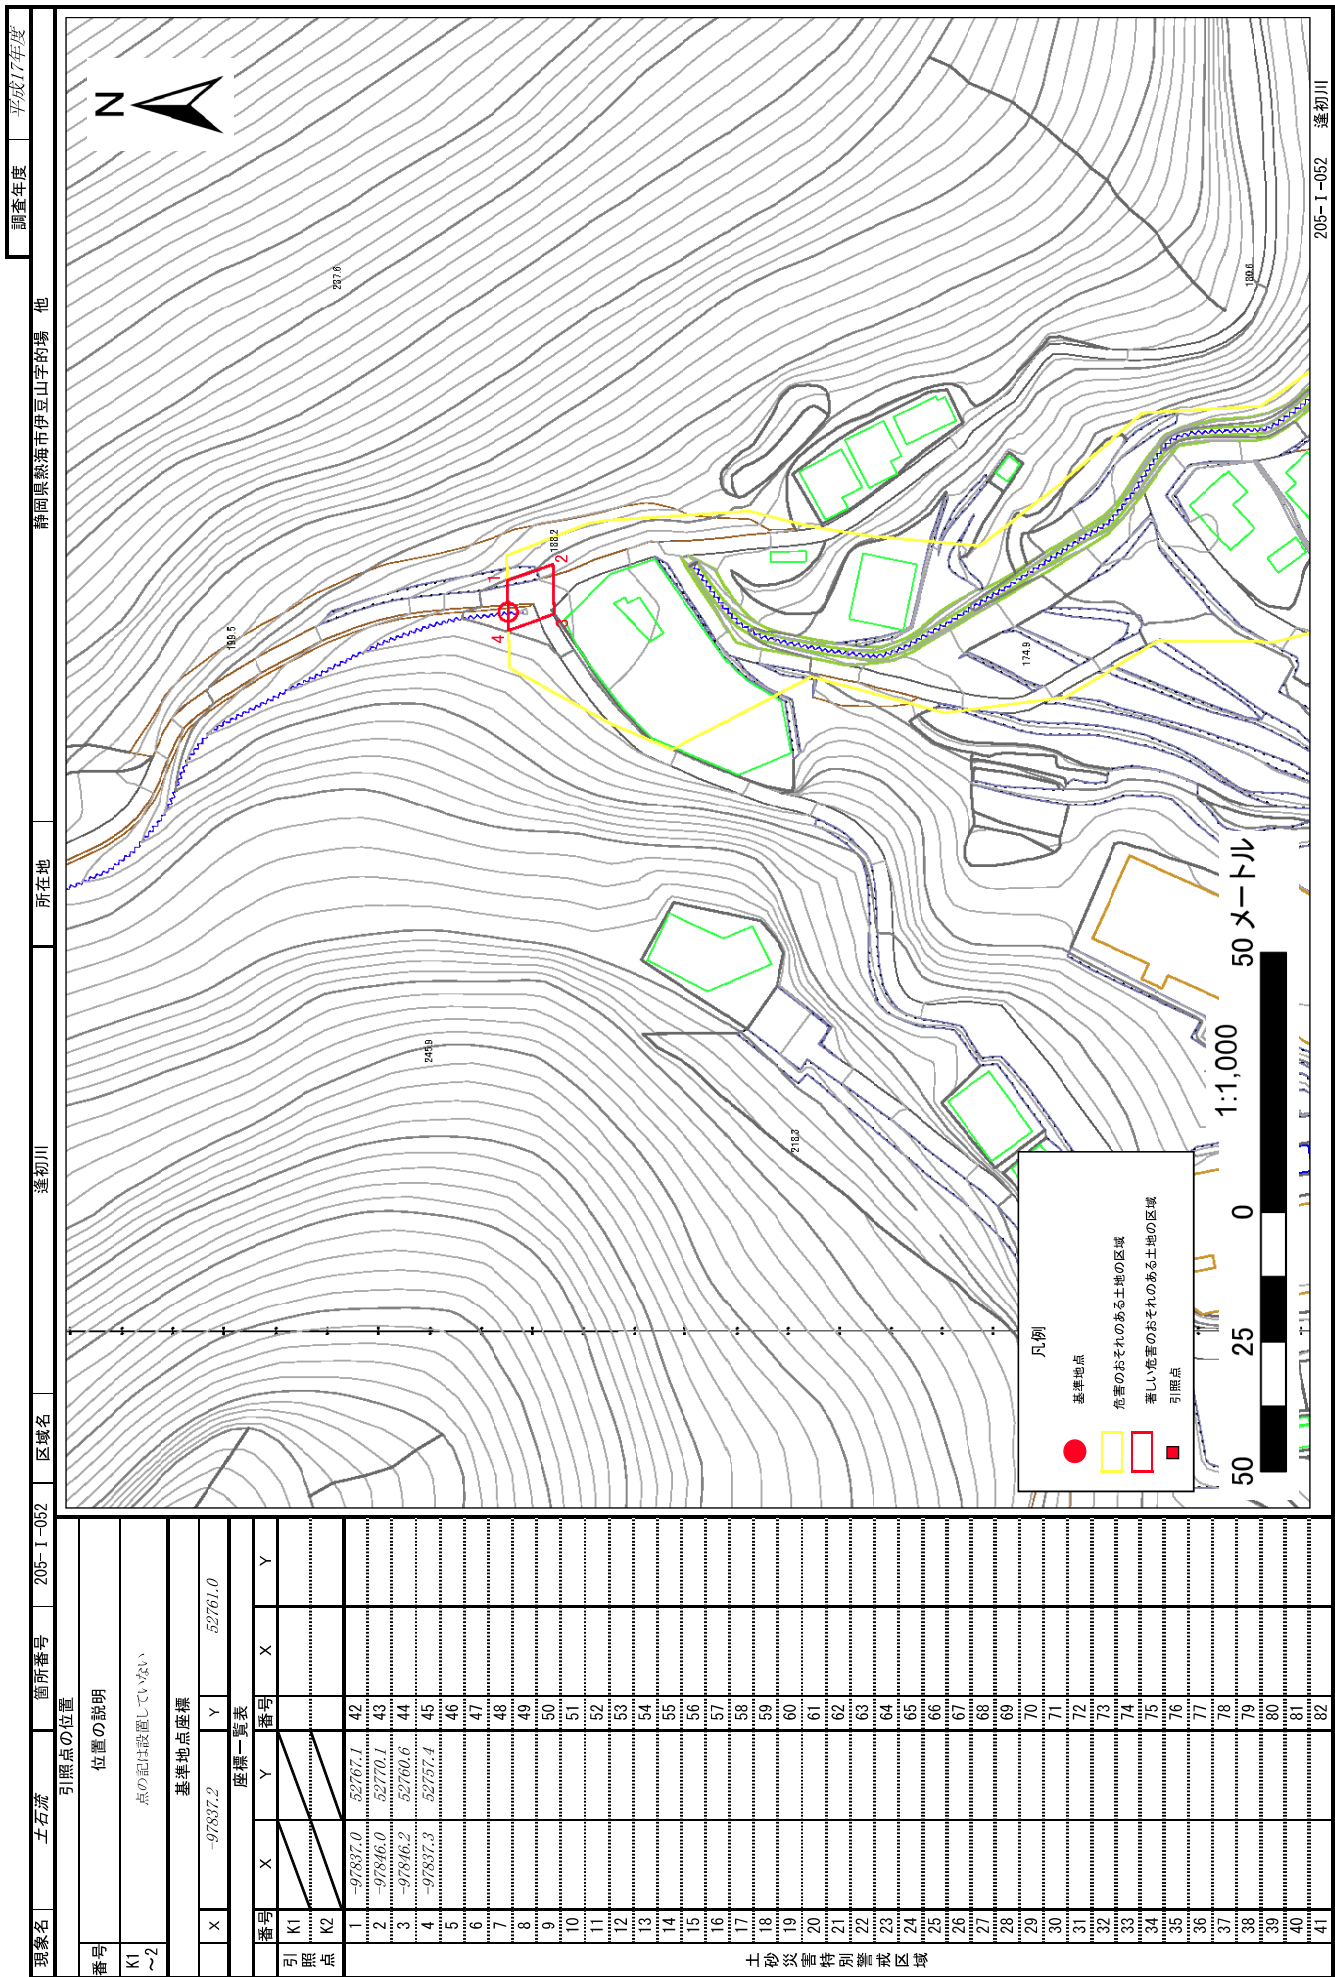 現象名 土石流 箇所番号 205-Ⅰ-052 区域名 逢初川 所在地 静岡県熱海市伊豆山字的場 他
調査年度 平成17年度
引照点の位置
番号 位置の説明
K1～2 点の記は設置していない
基準地点座標
X -97837.2 Y 52761.0
座標一覧表
番号 X Y 番号 X Y
引照点
K1
K2
土砂災害特別警戒区域
1 -97837.0 52767.1 42
2 -97846.0 52770.1 43
3 -97846.2 52760.6 44
4 -97837.3 52757.4 45
5 46
6 47
7 48
8 49
9 50
10 51
11 52
12 53
13 54
14 55
15 56
16 57
17 58
18 59
19 60
20 61
21 62
22 63
23 64
24 65
25 66
26 67
27 68
28 69
29 70
30 71
31 72
32 73
33 74
34 75
35 76
36 77
37 78
38 79
39 80
40 81
41 82
N
237.6
199.5
188.2
180.6
174.9
245.9
218.3
1
2
3
4
凡例
基準地点
危害のおそれのある土地の区域
著しい危害のおそれのある土地の区域
引照点
1:1,000
50 25 0 50 メートル
205-Ⅰ-052 逢初川